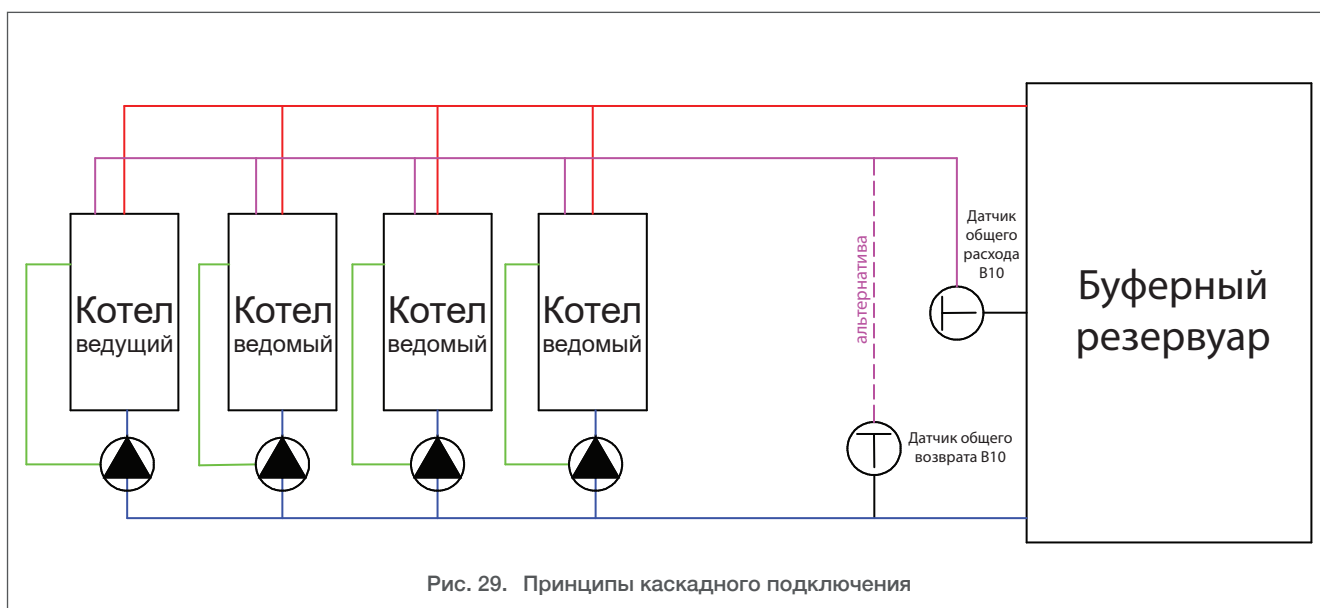 Котел
ведущий
Котел
ведомый
Котел
ведомый
Котел
ведомый
альтернатива
Датчик
общего
расхода
B10
Датчик общего
возврата B10
Буферный
резервуар
Рис. 29. Принципы каскадного подключения